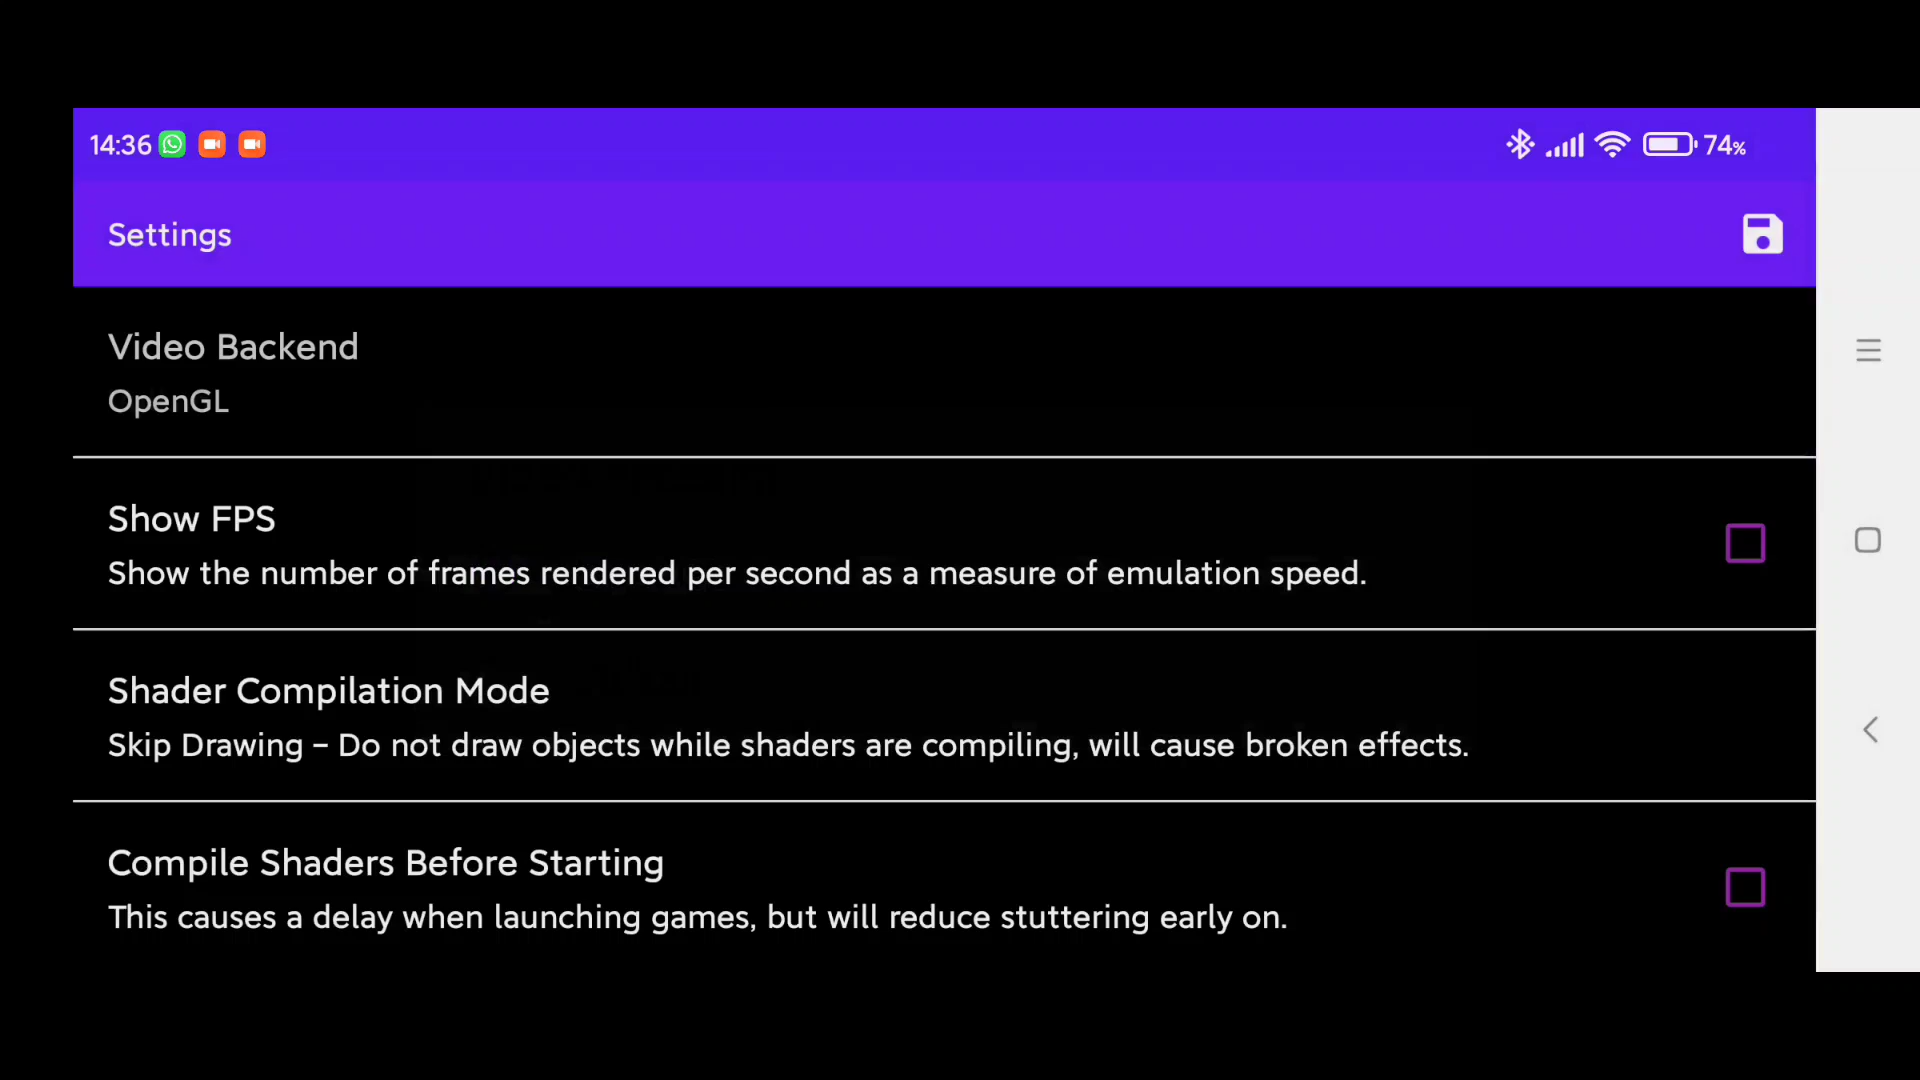 14:36 74%
Settings
Video Backend
OpenGL
Show FPS
Show the number of frames rendered per second as a measure of emulation speed.
Shader Compilation Mode
Skip Drawing – Do not draw objects while shaders are compiling, will cause broken effects.
Compile Shaders Before Starting
This causes a delay when launching games, but will reduce stuttering early on.